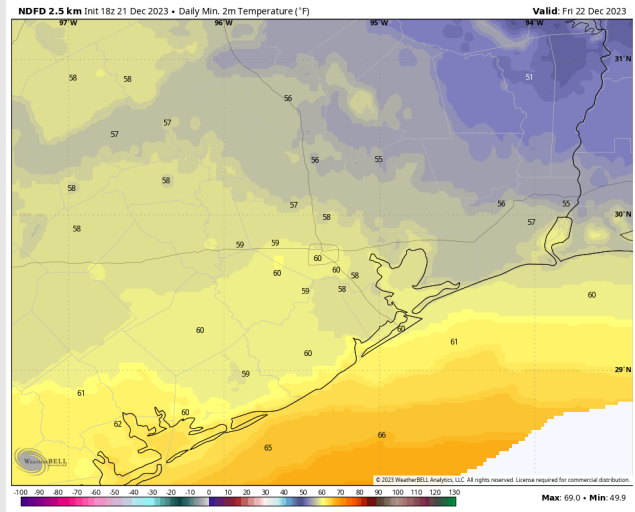 NDFD 2.5 km Init 18z 21 Dec 2023 • Daily Min. 2m Temperature (°F)
Valid: Fri 22 Dec 2023
97°W 96°W 95°W 94°W
31°N
58 58 51
56
57
57
56 55
58 58
57 56 55
58 57
30°N
58
59 59
60
60 60 58
59 58
60
60 60
61
60
29°N
59
61
60
62
65 66
WeatherBELL
© 2023 WeatherBELL Analytics, LLC. All rights reserved. License required for commercial distribution.
-100 -90 -80 -70 -60 -50 -40 -30 -20 -10 0 10 20 30 40 50 60 70 80 90 100 110 120 130
Max: 69.0 • Min: 49.9